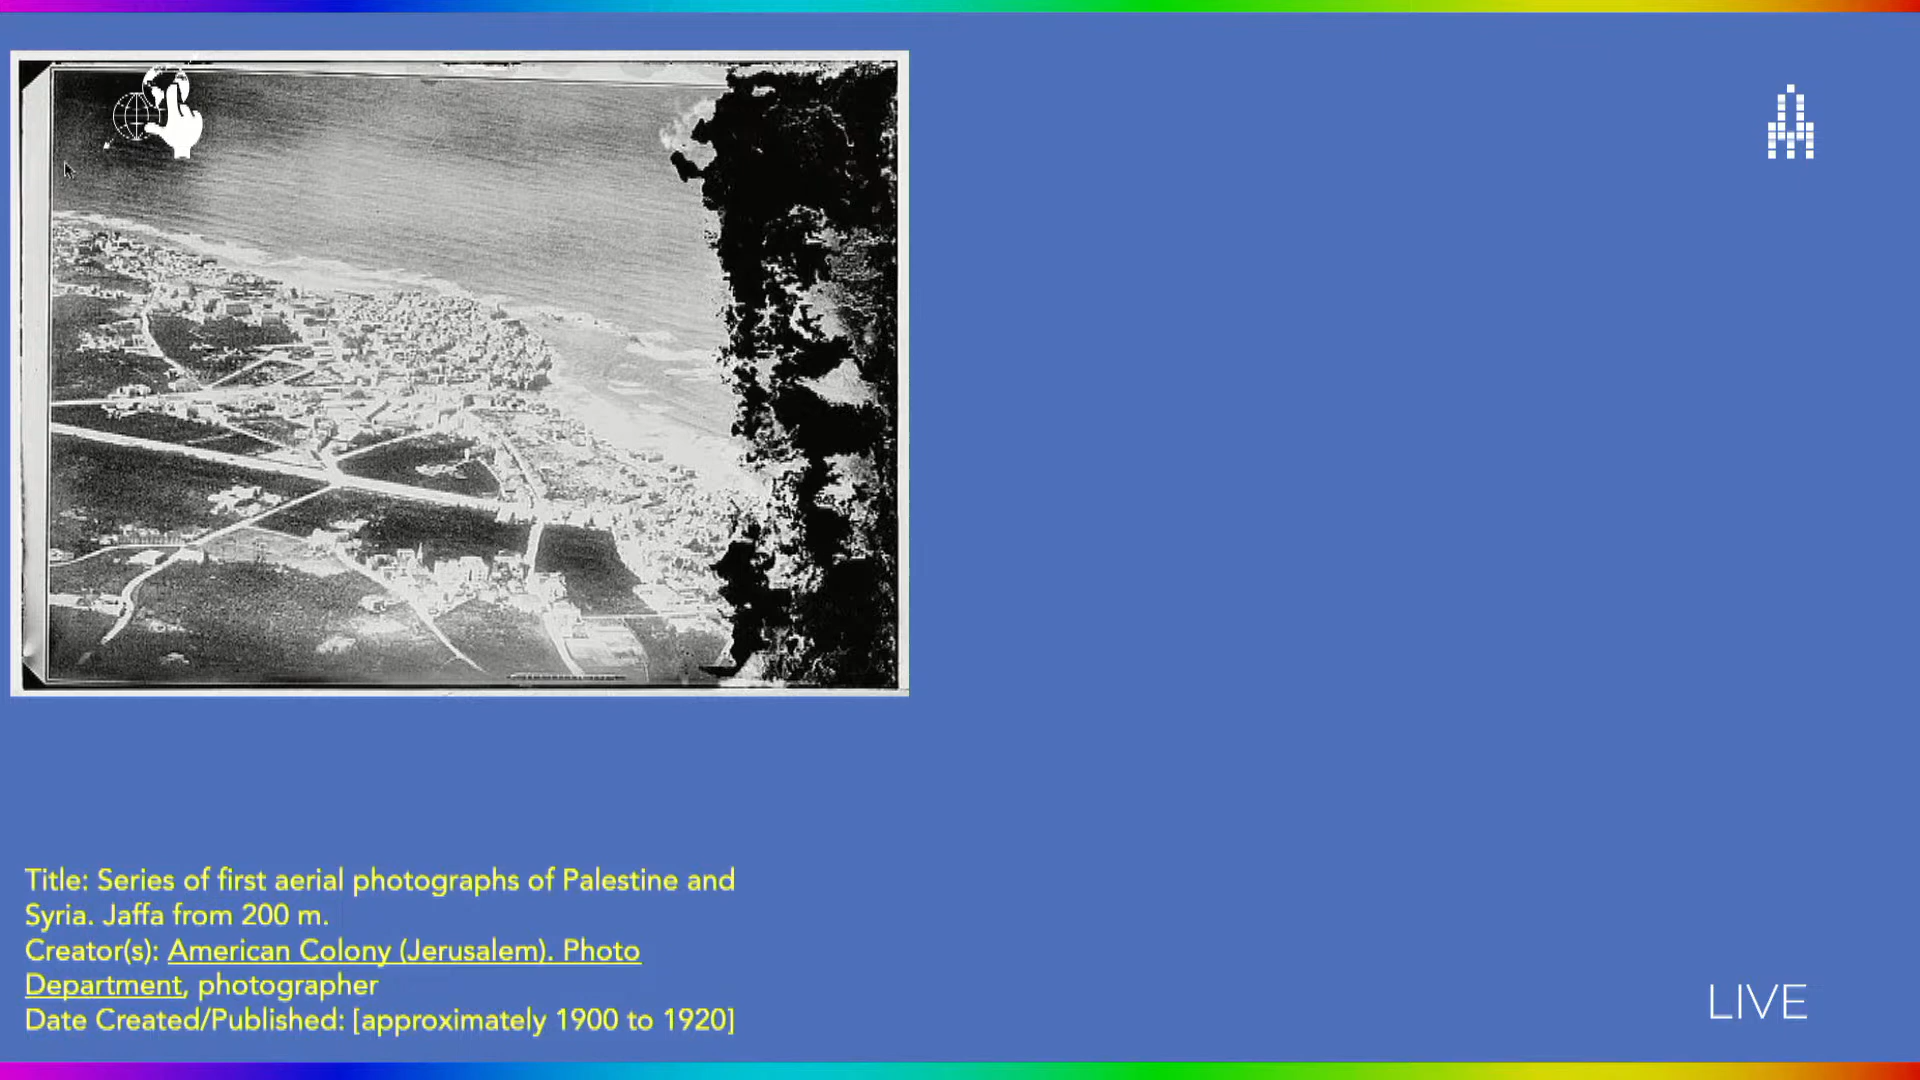 Title: Series of first aerial photographs of Palestine and
Syria. Jaffa from 200 m.
Creator(s): American Colony (Jerusalem). Photo
Department, photographer
Date Created/Published: [approximately 1900 to 1920]
LIVE